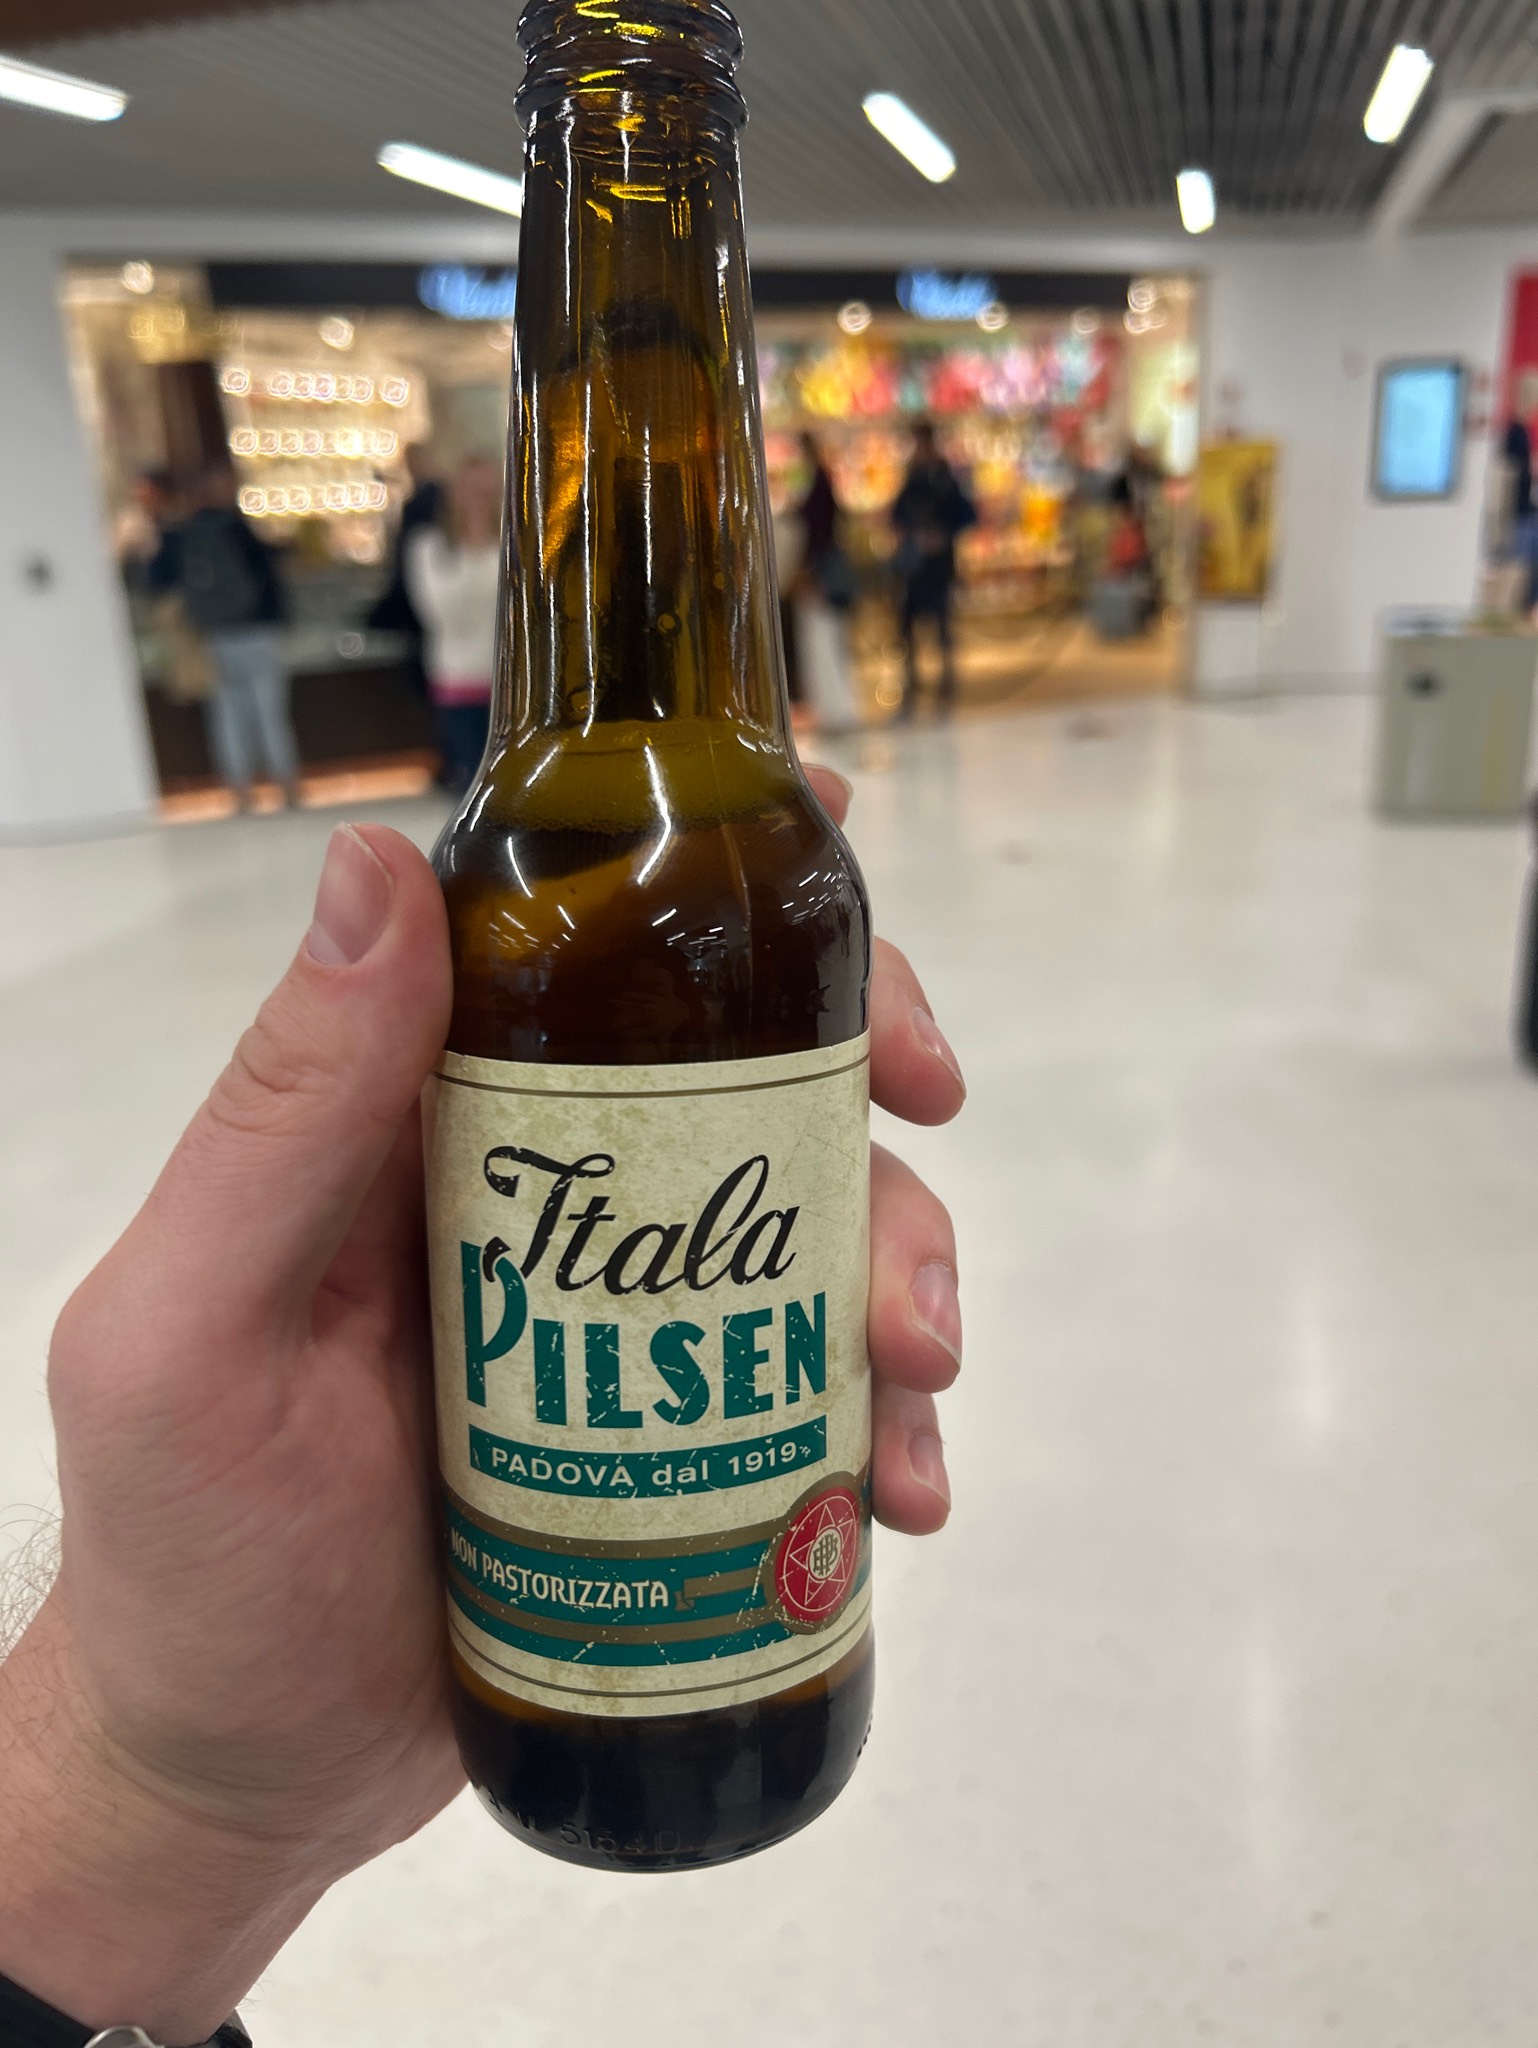 Itala
PILSEN
PADOVA dal 1919
NON PASTORIZZATA